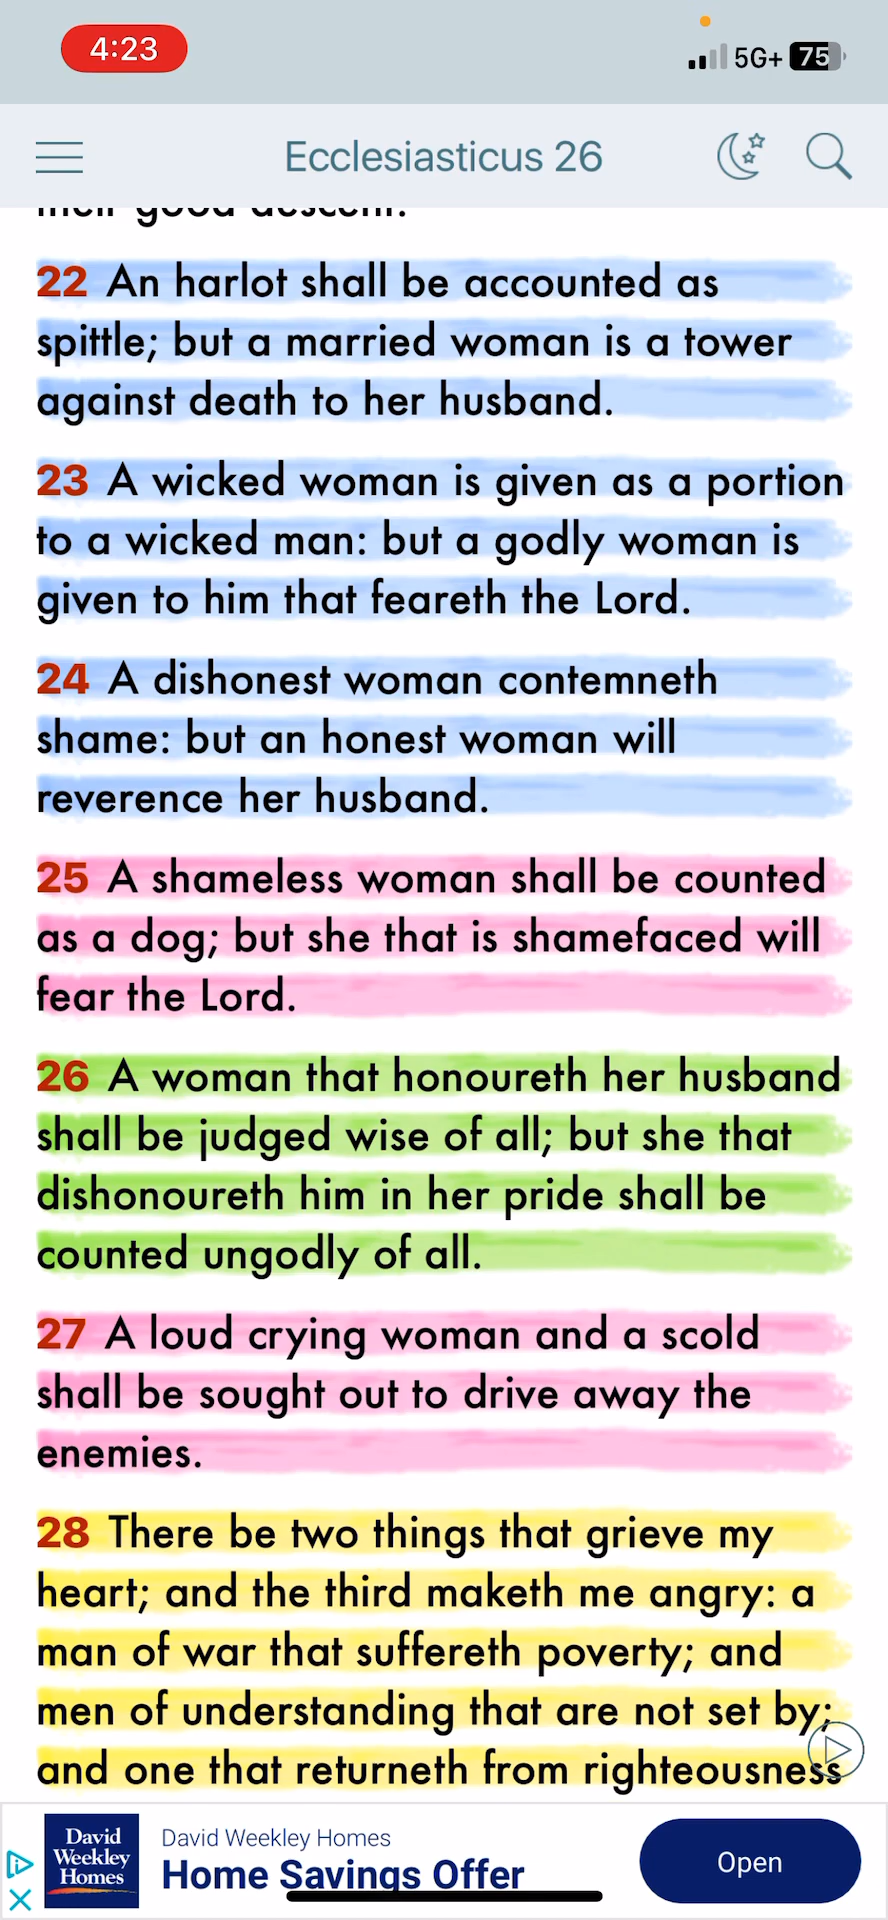 4:23
5G+ 75
Ecclesiasticus 26
their good descent.
22 An harlot shall be accounted as
spittle; but a married woman is a tower
against death to her husband.
23 A wicked woman is given as a portion
to a wicked man: but a godly woman is
given to him that feareth the Lord.
24 A dishonest woman contemneth
shame: but an honest woman will
reverence her husband.
25 A shameless woman shall be counted
as a dog; but she that is shamefaced will
fear the Lord.
26 A woman that honoureth her husband
shall be judged wise of all; but she that
dishonoureth him in her pride shall be
counted ungodly of all.
27 A loud crying woman and a scold
shall be sought out to drive away the
enemies.
28 There be two things that grieve my
heart; and the third maketh me angry: a
man of war that suffereth poverty; and
men of understanding that are not set by;
and one that returneth from righteousness
David
Weekley
Homes
David Weekley Homes
Home Savings Offer
Open